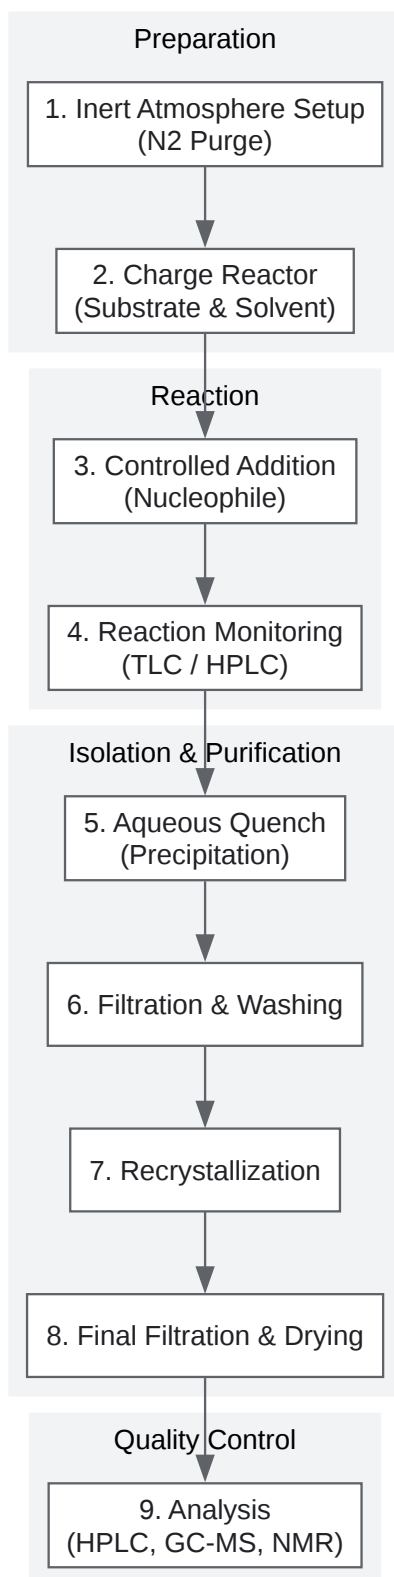 Preparation
1. Inert Atmosphere Setup
(N2 Purge)
2. Charge Reactor
(Substrate & Solvent)
Reaction
3. Controlled Addition
(Nucleophile)
4. Reaction Monitoring
(TLC / HPLC)
Isolation & Purification
5. Aqueous Quench
(Precipitation)
6. Filtration & Washing
7. Recrystallization
8. Final Filtration & Drying
Quality Control
9. Analysis
(HPLC, GC-MS, NMR)